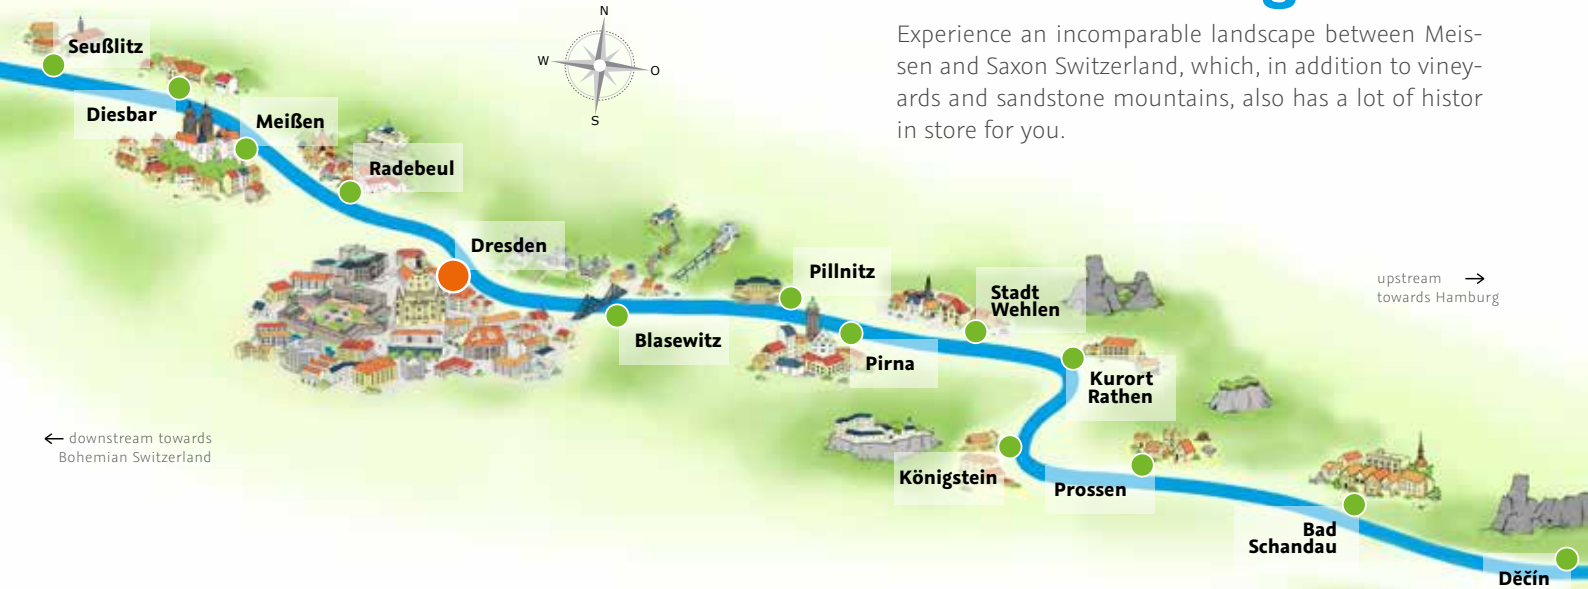 Experience an incomparable landscape between Meis-
sen and Saxon Switzerland, which, in addition to viney-
ards and sandstone mountains, also has a lot of histor
in store for you.
N
W
O
S
Seußlitz
Diesbar
Meißen
Radebeul
Dresden
Blasewitz
Pillnitz
Pirna
Stadt
Wehlen
Kurort
Rathen
Königstein
Prossen
Bad
Schandau
Děčín
upstream →
towards Hamburg
← downstream towards
Bohemian Switzerland